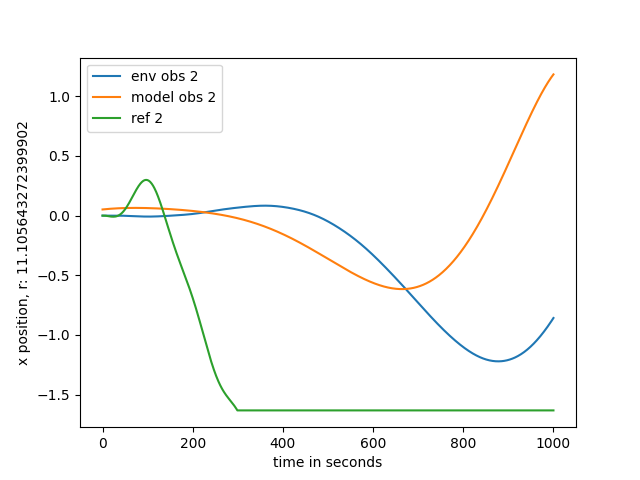 env obs 2
model obs 2
ref 2
1.0
0.5
0.0
−0.5
−1.0
−1.5
0
200
400
600
800
1000
time in seconds
x position, r: 11.105643272399902